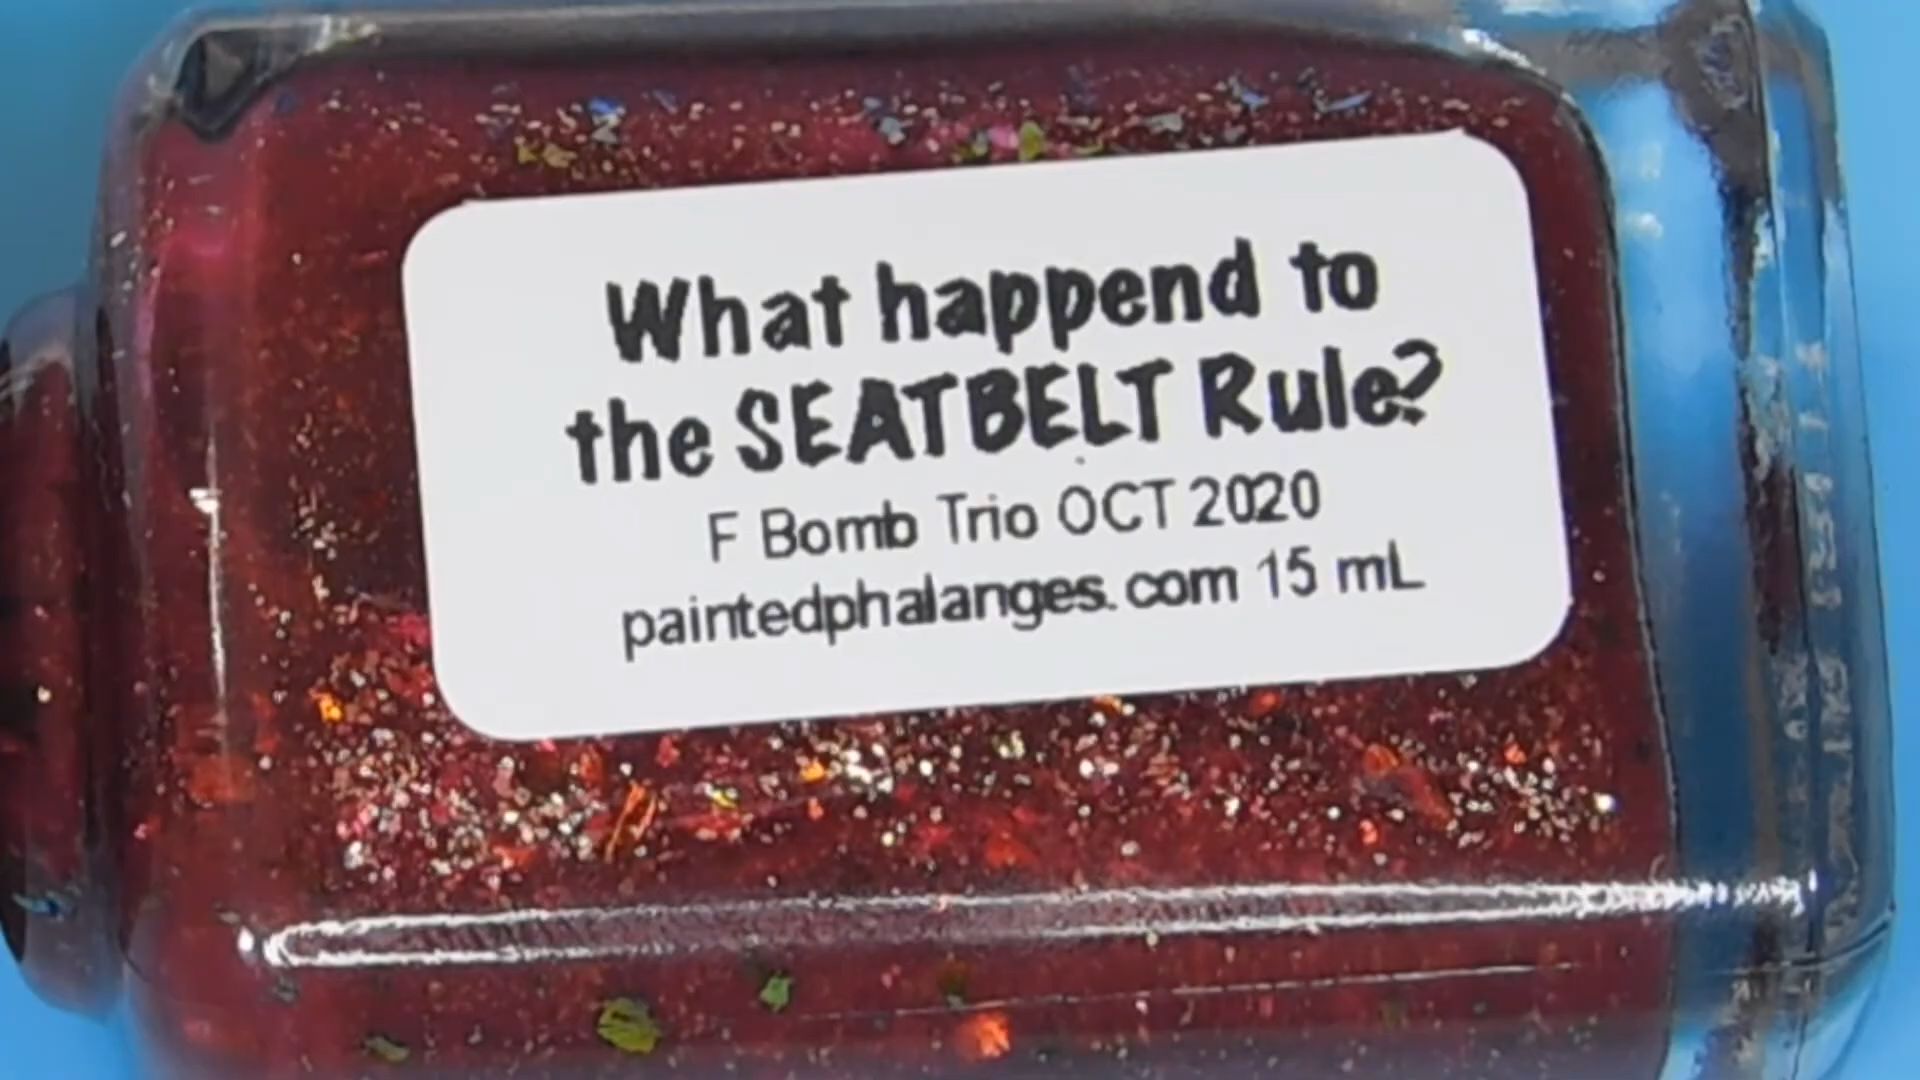 What happend to
the SEATBELT Rule?
F Bomb Trio OCT 2020
paintedphalanges.com 15 mL